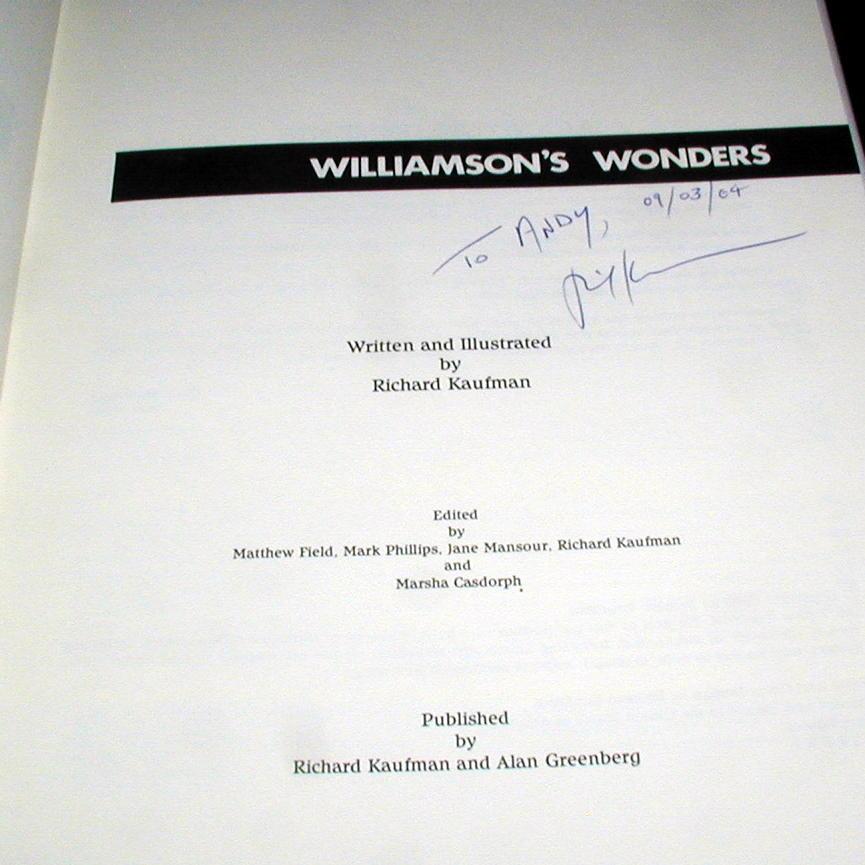 WILLIAMSON'S WONDERS
09/03/04
TO ANDY,
Written and Illustrated
by
Richard Kaufman
Edited
by
Matthew Field, Mark Phillips, Jane Mansour, Richard Kaufman
and
Marsha Casdorph
Published
by
Richard Kaufman and Alan Greenberg